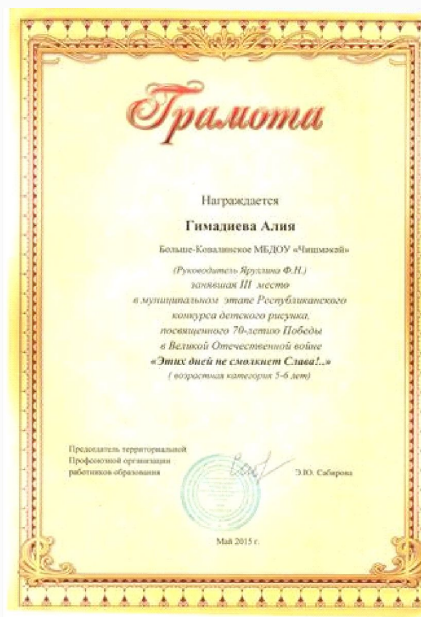 Грамота
Награждается
Гимадиева Алия
Больше-Ковалинское МБДОУ «Чишмэкэй»
(Руководитель Яруллина Ф.Н.)
занявшая III место
в муниципальном этапе Республиканского
конкурса детского рисунка,
посвященного 70-летию Победы
в Великой Отечественной войне
«Этих дней не смолкнет Слава!..»
( возрастная категория 5-6 лет)
Председатель территориальной
Профсоюзной организации
работников образования
Э.Ю. Сабирова
Май 2015 г.